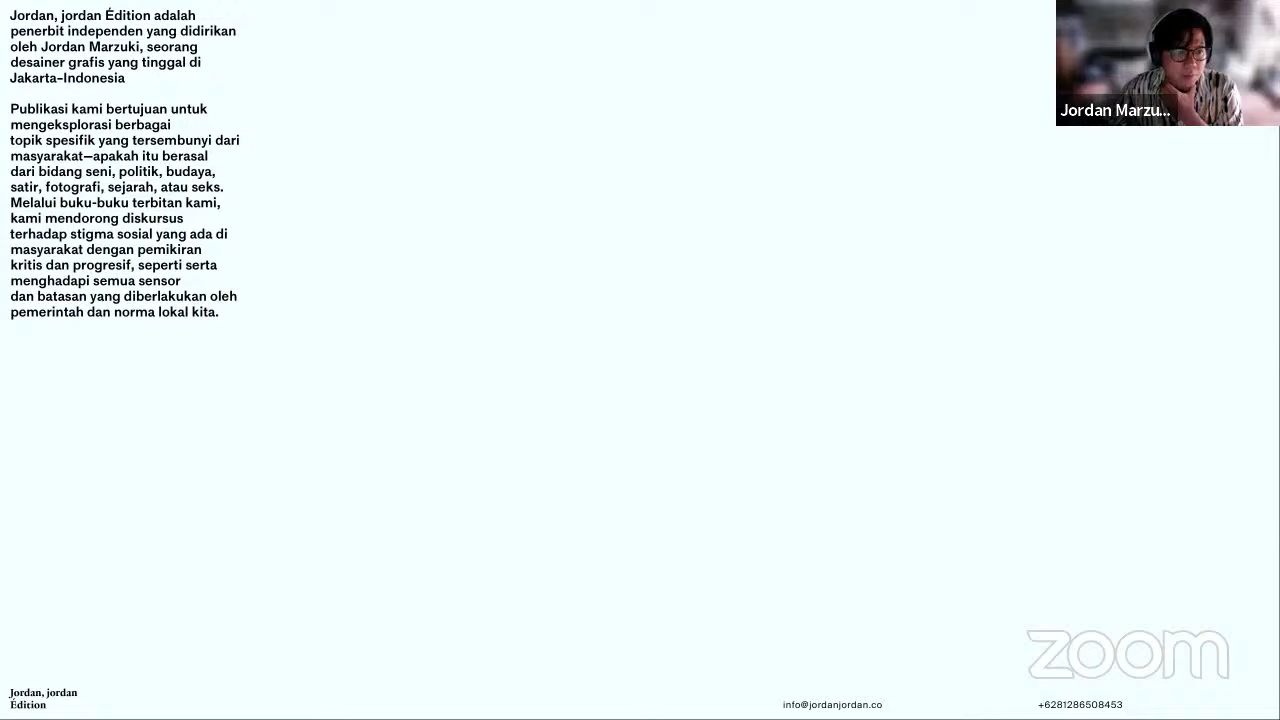 Jordan, jordan Édition adalah
penerbit independen yang didirikan
oleh Jordan Marzuki, seorang
desainer grafis yang tinggal di
Jakarta-Indonesia
Publikasi kami bertujuan untuk
mengeksplorasi berbagai
topik spesifik yang tersembunyi dari
masyarakat—apakah itu berasal
dari bidang seni, politik, budaya,
satir, fotografi, sejarah, atau seks.
Melalui buku-buku terbitan kami,
kami mendorong diskursus
terhadap stigma sosial yang ada di
masyarakat dengan pemikiran
kritis dan progresif, seperti serta
menghadapi semua sensor
dan batasan yang diberlakukan oleh
pemerintah dan norma lokal kita.
Jordan Marzu...
zoom
Jordan, jordan
Édition
info@jordanjordan.co
+6281286508453